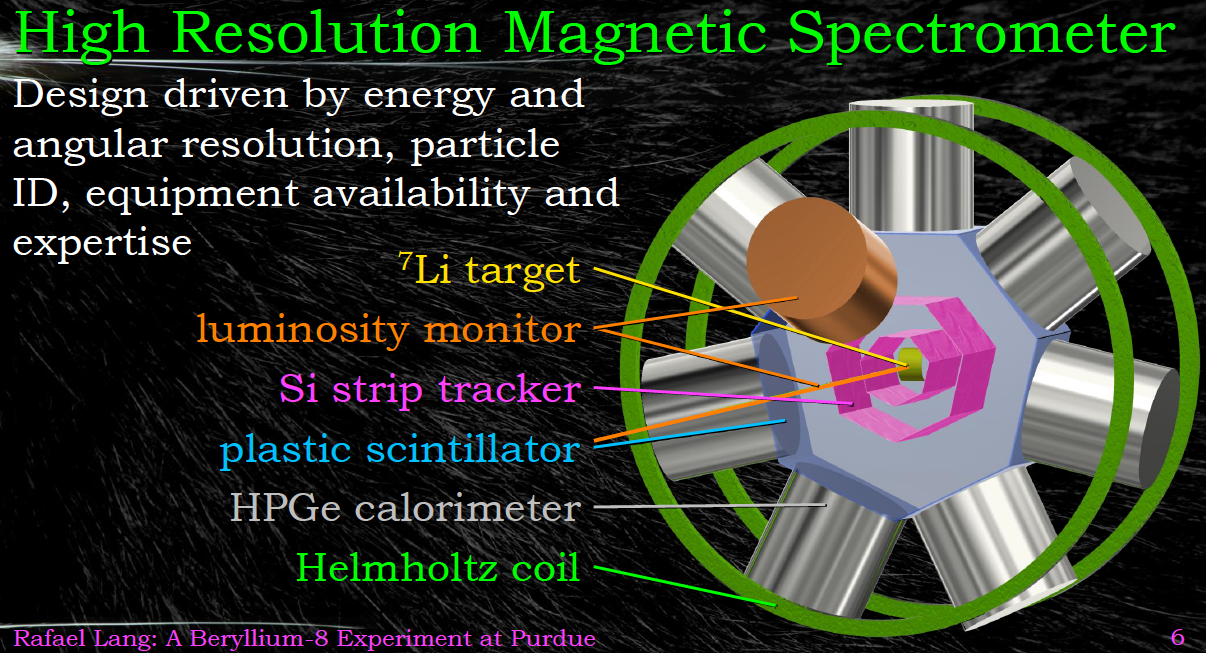 High Resolution Magnetic Spectrometer
Design driven by energy and
angular resolution, particle
ID, equipment availability and
expertise
⁷Li target
luminosity monitor
Si strip tracker
plastic scintillator
HPGe calorimeter
Helmholtz coil
Rafael Lang: A Beryllium-8 Experiment at Purdue
6